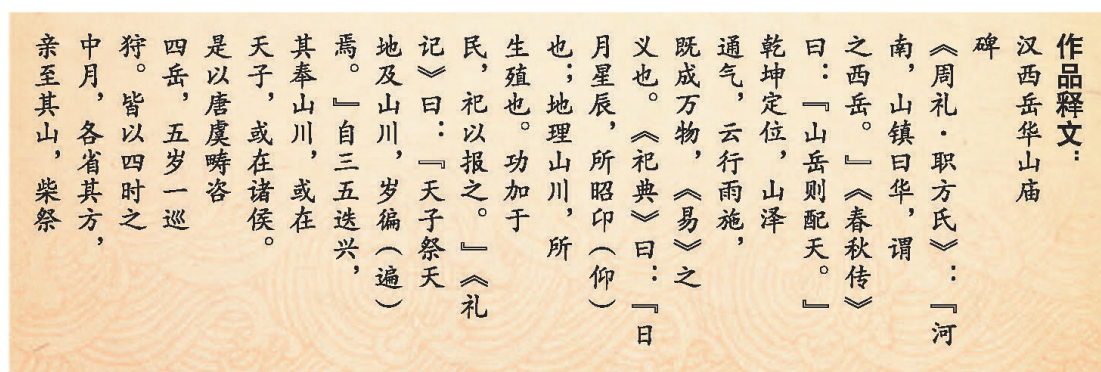 作品释文：
汉西岳华山庙
碑
《周礼·职方氏》：『河
南，山镇曰华，谓
之西岳。』《春秋传》
曰：『山岳则配天。』
乾坤定位，山泽
通气，云行雨施，
既成万物，《易》之
义也。《祀典》曰：『日
月星辰，所昭卬（仰）
也；地理山川，所
生殖也。功加于
民，祀以报之。』《礼
记》曰：『天子祭天
地及山川，岁徧（遍）
焉。』自三五迭兴，
其奉山川，或在
天子，或在诸侯。
是以唐虞畴咨
四岳，五岁一巡
狩。皆以四时之
中月，各省其方，
亲至其山，柴祭